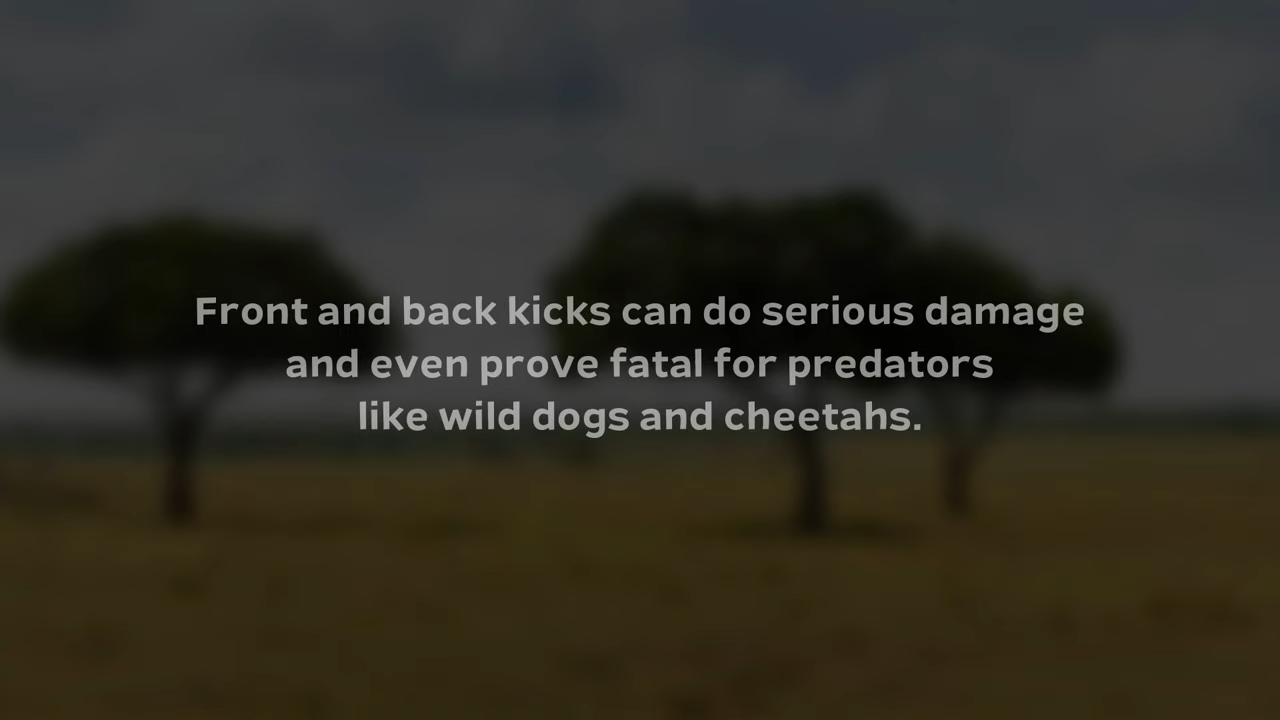 Front and back kicks can do serious damage
and even prove fatal for predators
like wild dogs and cheetahs.